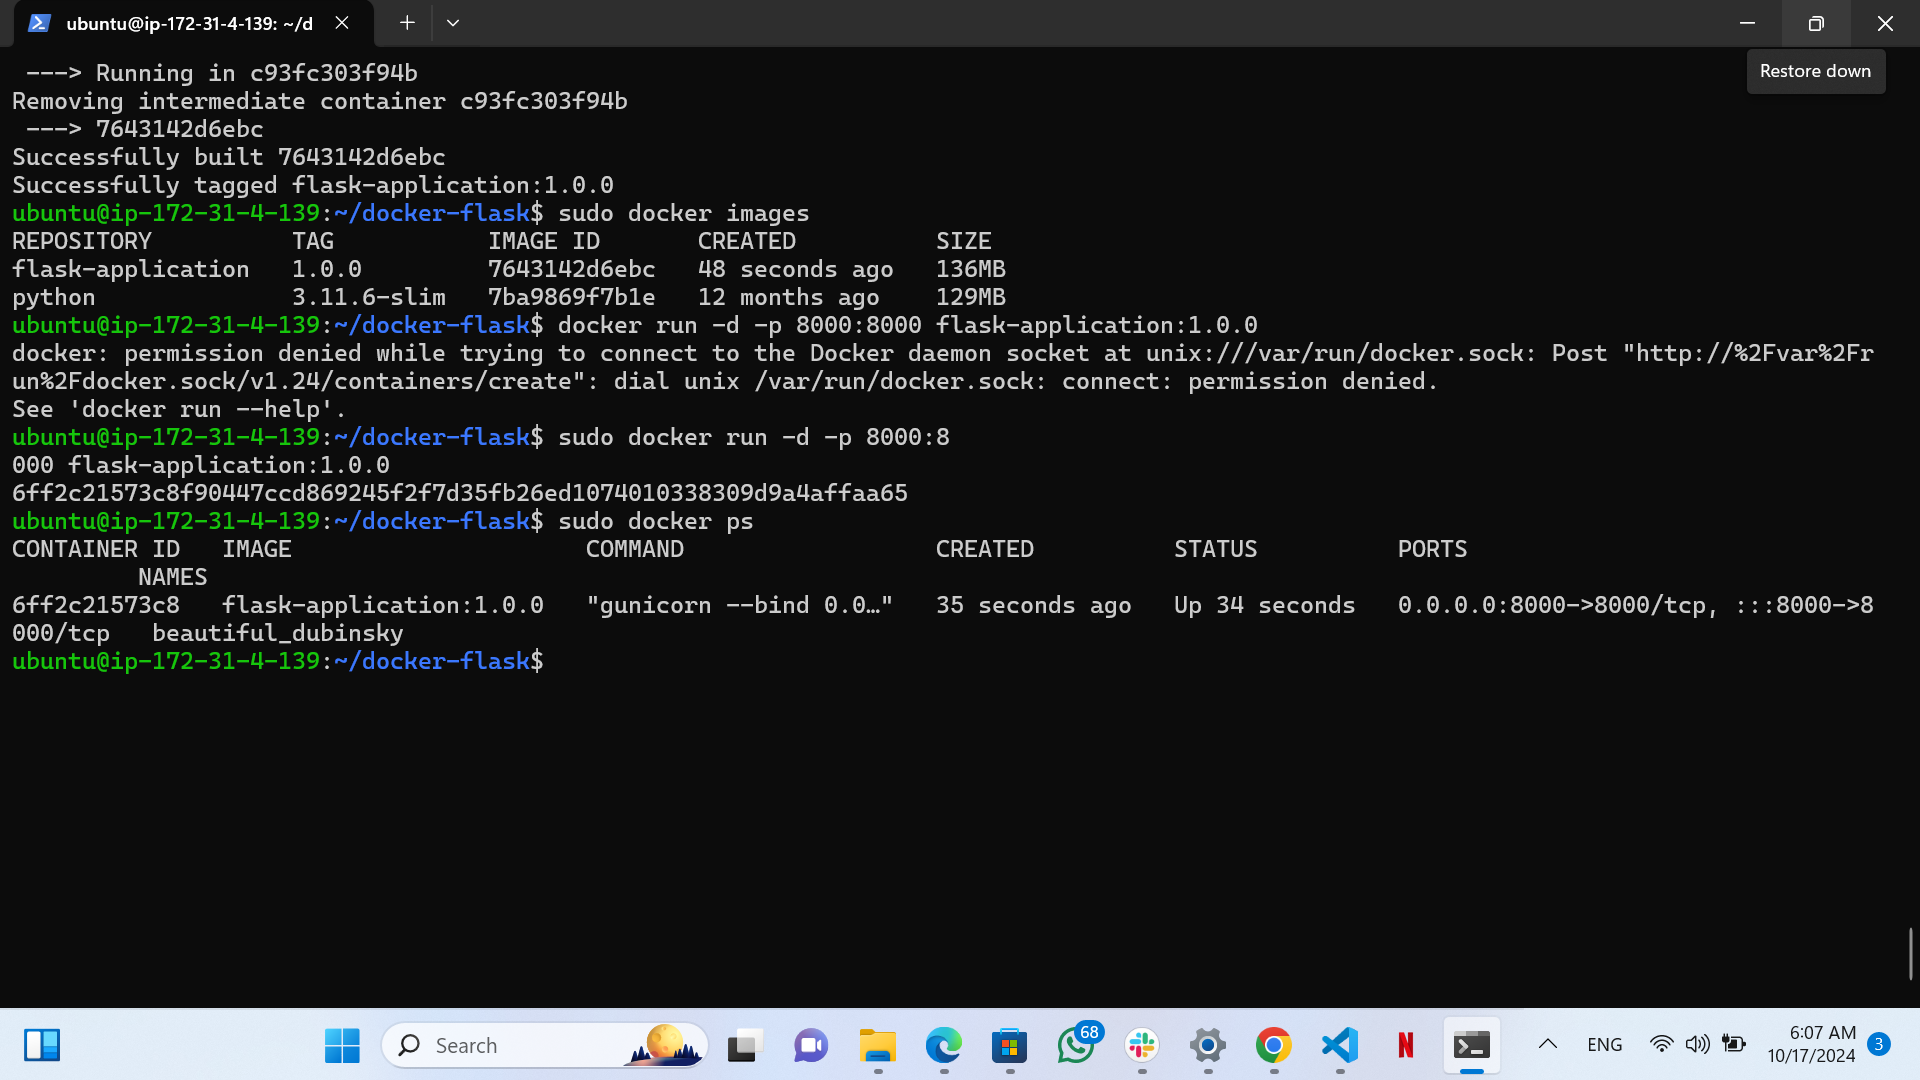 ubuntu@ip-172-31-4-139: ~/d
Restore down
---> Running in c93fc303f94b
Removing intermediate container c93fc303f94b
---> 7643142d6ebc
Successfully built 7643142d6ebc
Successfully tagged flask-application:1.0.0
ubuntu@ip-172-31-4-139:~/docker-flask$ sudo docker images
REPOSITORY          TAG           IMAGE ID       CREATED          SIZE
flask-application   1.0.0         7643142d6ebc   48 seconds ago   136MB
python              3.11.6-slim   7ba9869f7b1e   12 months ago    129MB
ubuntu@ip-172-31-4-139:~/docker-flask$ docker run -d -p 8000:8000 flask-application:1.0.0
docker: permission denied while trying to connect to the Docker daemon socket at unix:///var/run/docker.sock: Post "http://%2Fvar%2Fr
un%2Fdocker.sock/v1.24/containers/create": dial unix /var/run/docker.sock: connect: permission denied.
See 'docker run --help'.
ubuntu@ip-172-31-4-139:~/docker-flask$ sudo docker run -d -p 8000:8
000 flask-application:1.0.0
6ff2c21573c8f90447ccd869245f2f7d35fb26ed1074010338309d9a4affaa65
ubuntu@ip-172-31-4-139:~/docker-flask$ sudo docker ps
CONTAINER ID   IMAGE                     COMMAND                  CREATED          STATUS          PORTS
         NAMES
6ff2c21573c8   flask-application:1.0.0   "gunicorn --bind 0.0…"   35 seconds ago   Up 34 seconds   0.0.0.0:8000->8000/tcp, :::8000->8
000/tcp   beautiful_dubinsky
ubuntu@ip-172-31-4-139:~/docker-flask$
Search
68
N
ENG
6:07 AM
10/17/2024
3